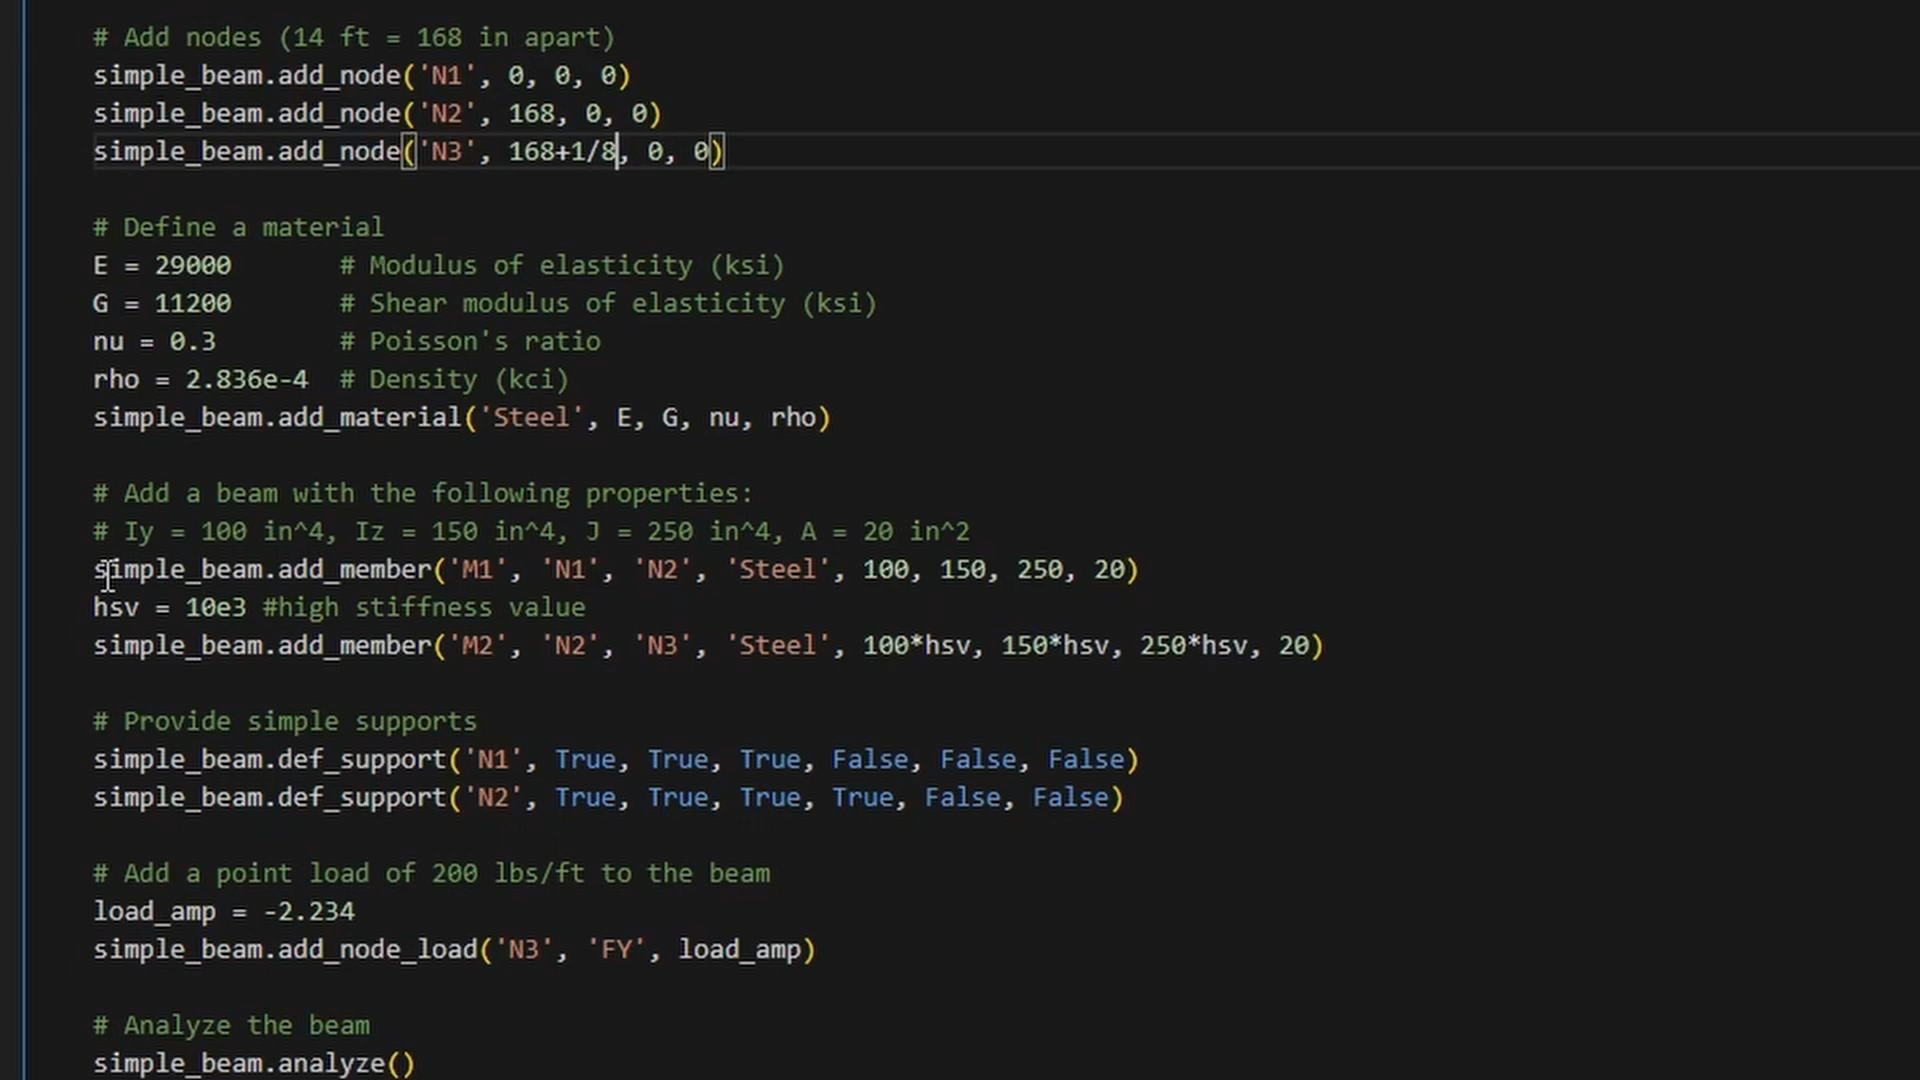 # Add nodes (14 ft = 168 in apart)
simple_beam.add_node('N1', 0, 0, 0)
simple_beam.add_node('N2', 168, 0, 0)
simple_beam.add_node('N3', 168+1/8, 0, 0)
# Define a material
E = 29000       # Modulus of elasticity (ksi)
G = 11200       # Shear modulus of elasticity (ksi)
nu = 0.3        # Poisson's ratio
rho = 2.836e-4  # Density (kci)
simple_beam.add_material('Steel', E, G, nu, rho)
# Add a beam with the following properties:
# Iy = 100 in^4, Iz = 150 in^4, J = 250 in^4, A = 20 in^2
simple_beam.add_member('M1', 'N1', 'N2', 'Steel', 100, 150, 250, 20)
hsv = 10e3 #high stiffness value
simple_beam.add_member('M2', 'N2', 'N3', 'Steel', 100*hsv, 150*hsv, 250*hsv, 20)
# Provide simple supports
simple_beam.def_support('N1', True, True, True, False, False, False)
simple_beam.def_support('N2', True, True, True, True, False, False)
# Add a point load of 200 lbs/ft to the beam
load_amp = -2.234
simple_beam.add_node_load('N3', 'FY', load_amp)
# Analyze the beam
simple_beam.analyze()